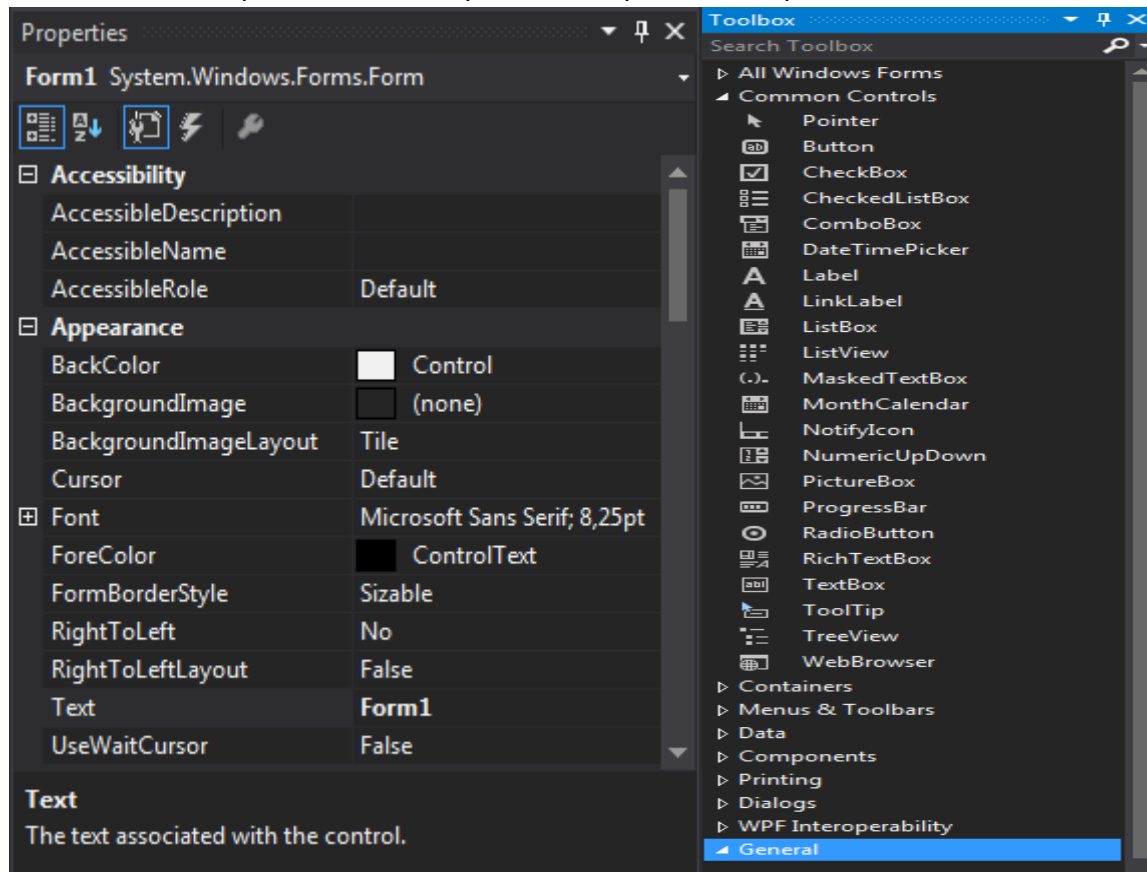 Properties
Form1 System.Windows.Forms.Form
Accessibility
AccessibleDescription
AccessibleName
AccessibleRole Default
Appearance
BackColor Control
BackgroundImage (none)
BackgroundImageLayout Tile
Cursor Default
Font Microsoft Sans Serif; 8,25pt
ForeColor ControlText
FormBorderStyle Sizable
RightToLeft No
RightToLeftLayout False
Text Form1
UseWaitCursor False
Text
The text associated with the control.
Toolbox
Search Toolbox
All Windows Forms
Common Controls
Pointer
Button
CheckBox
CheckedListBox
ComboBox
DateTimePicker
Label
LinkLabel
ListBox
ListView
MaskedTextBox
MonthCalendar
NotifyIcon
NumericUpDown
PictureBox
ProgressBar
RadioButton
RichTextBox
TextBox
ToolTip
TreeView
WebBrowser
Containers
Menus & Toolbars
Data
Components
Printing
Dialogs
WPF Interoperability
General